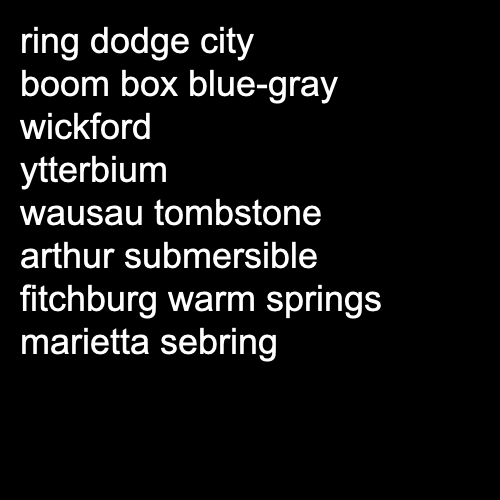 ring dodge city
boom box blue-gray
wickford
ytterbium
wausau tombstone
arthur submersible
fitchburg warm springs
marietta sebring